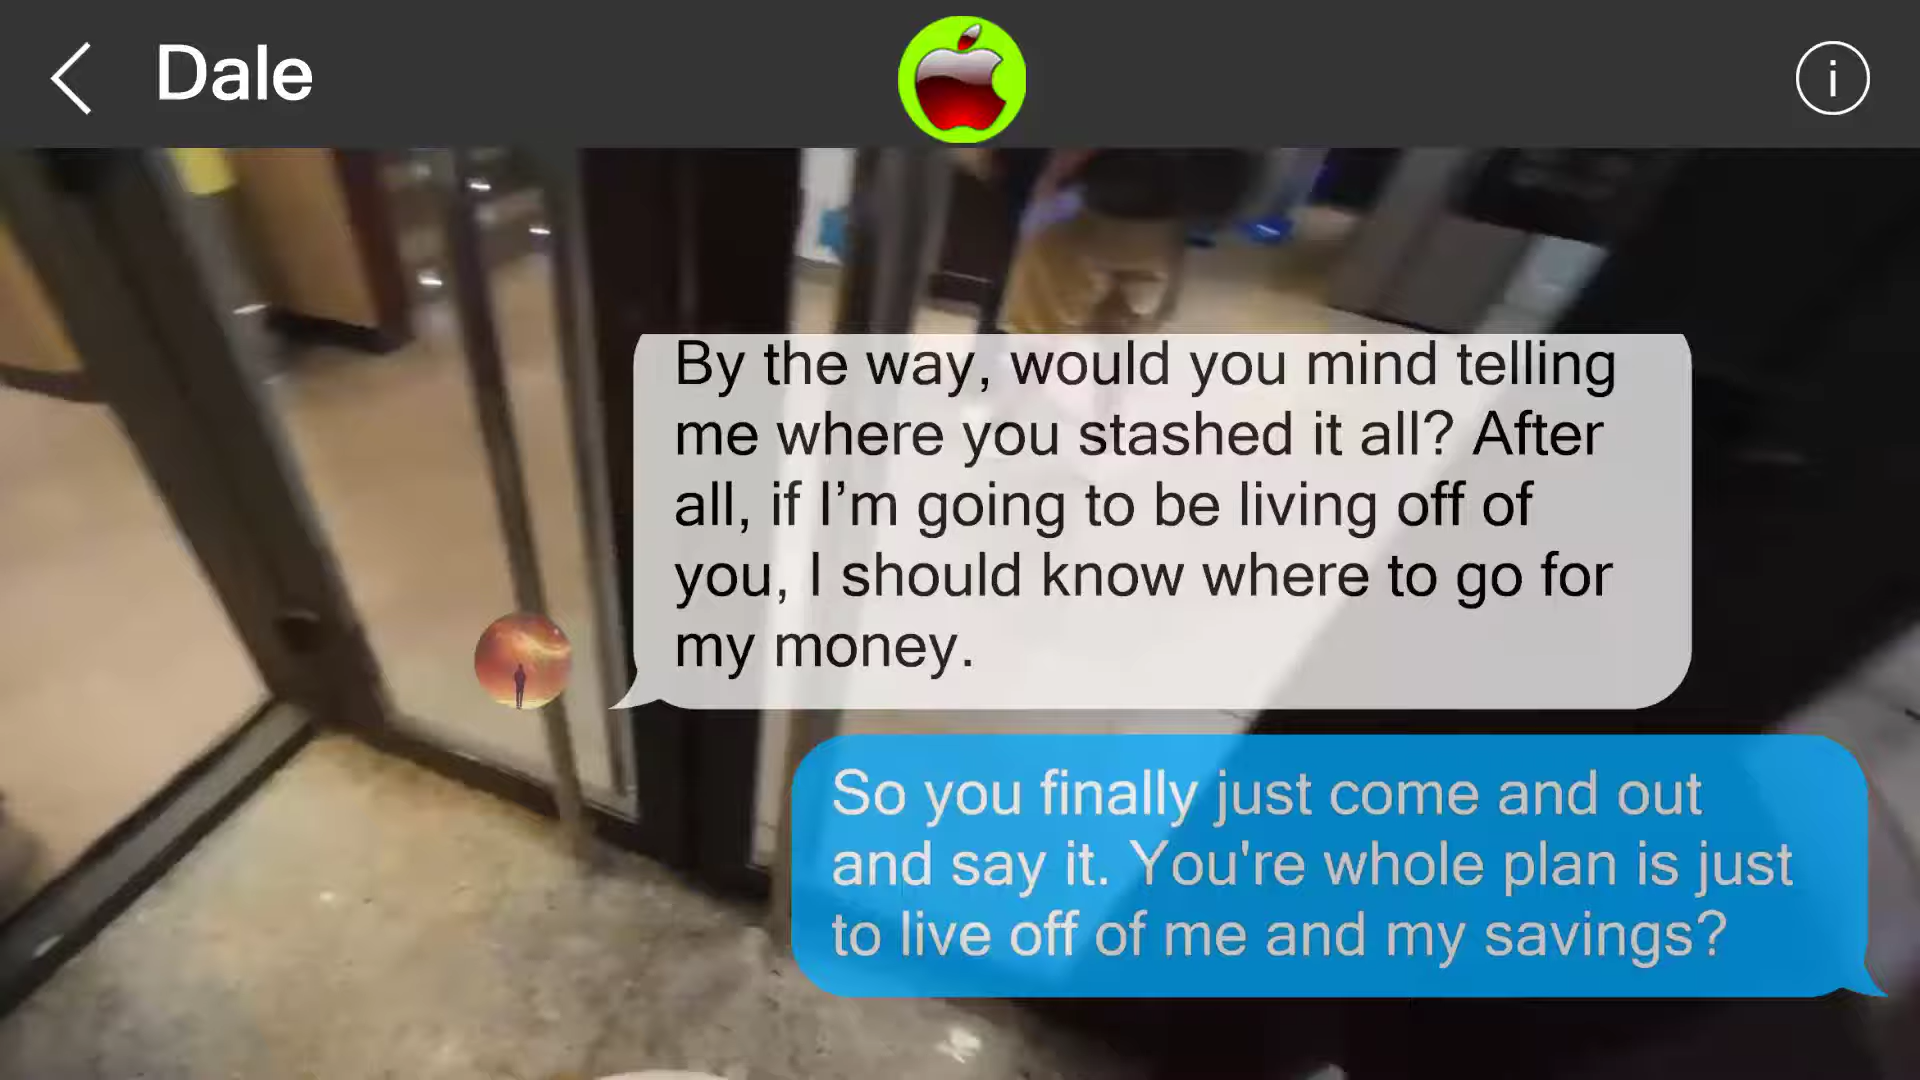 Dale
i
By the way, would you mind telling
me where you stashed it all? After
all, if I’m going to be living off of
you, I should know where to go for
my money.
So you finally just come and out
and say it. You're whole plan is just
to live off of me and my savings?